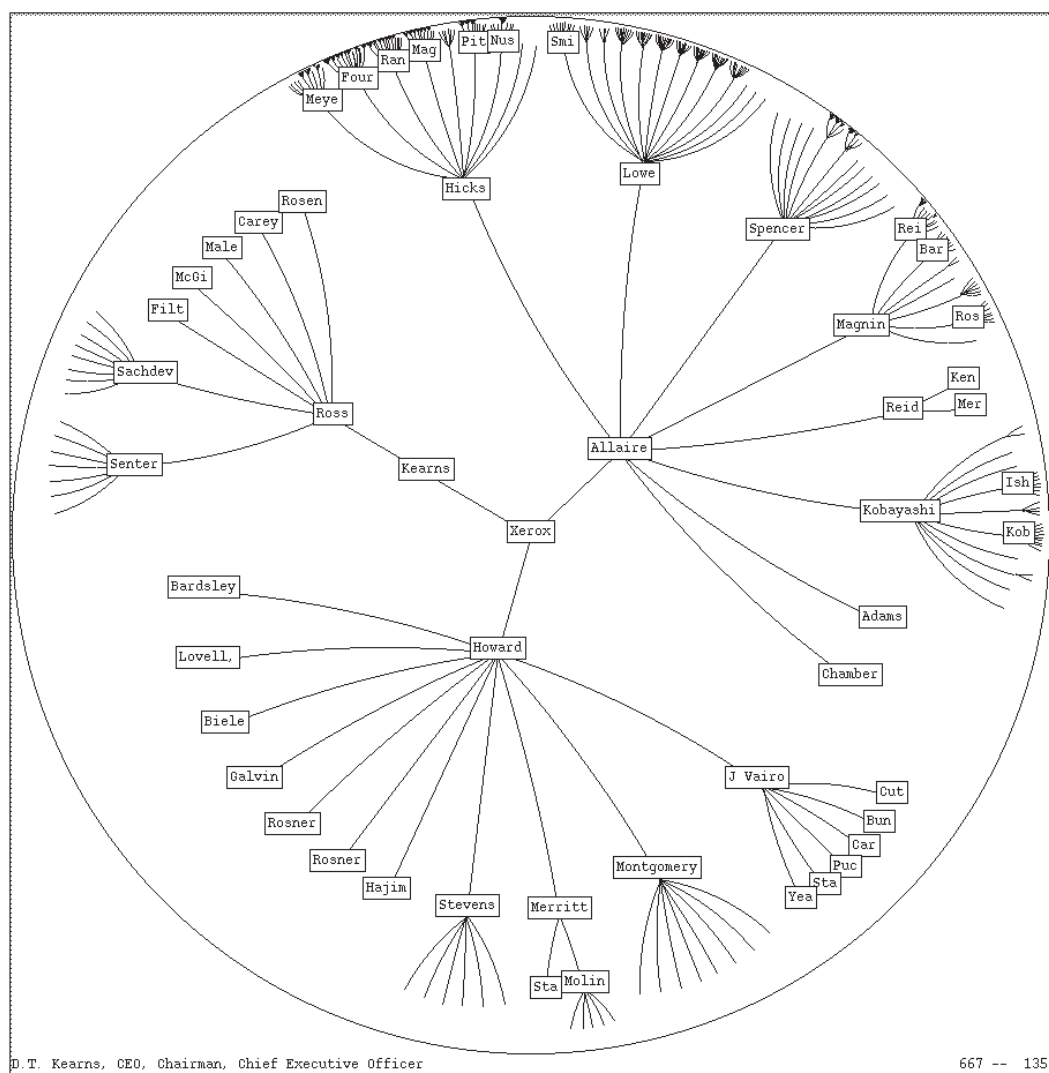 Pit
Nus
Smi
Mag
Ran
Four
Meye
Lowe
Hicks
Rosen
Carey
Spencer
Rei
Male
Bar
McGi
Filt
Ros
Magnin
Sachdev
Ken
Mer
Reid
Ross
Allaire
Senter
Kearns
Ish
Kobayashi
Xerox
Kob
Bardsley
Adams
Howard
Lovell,
Chamber
Biele
Galvin
J Vairo
Cut
Rosner
Bun
Car
Rosner
Puc
Montgomery
Sta
Hajim
Yea
Stevens
Merritt
Sta
Molin
D.T. Kearns, CEO, Chairman, Chief Executive Officer
667 -- 135